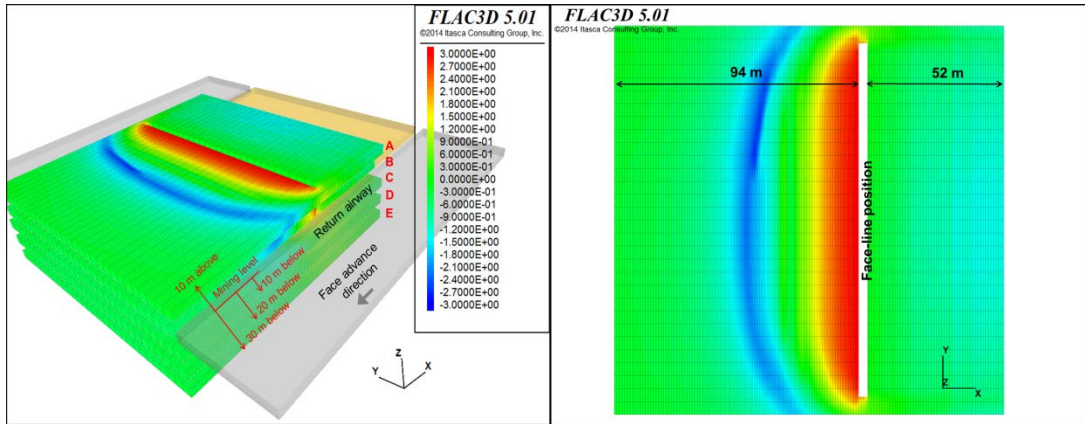 FLAC3D 5.01
©2014 Itasca Consulting Group, Inc.
3.0000E+00
2.7000E+00
2.4000E+00
2.1000E+00
1.8000E+00
1.5000E+00
1.2000E+00
9.0000E-01
6.0000E-01
3.0000E-01
0.0000E+00
-3.0000E-01
-6.0000E-01
-9.0000E-01
-1.2000E+00
-1.5000E+00
-1.8000E+00
-2.1000E+00
-2.4000E+00
-2.7000E+00
-3.0000E+00
A
B
C
D
E
Return airway
Mining level
10 m above
10 m below
20 m below
30 m below
Face advance
direction
Z
Y
X
FLAC3D 5.01
©2014 Itasca Consulting Group, Inc.
94 m
52 m
Face-line position
Y
Z
X